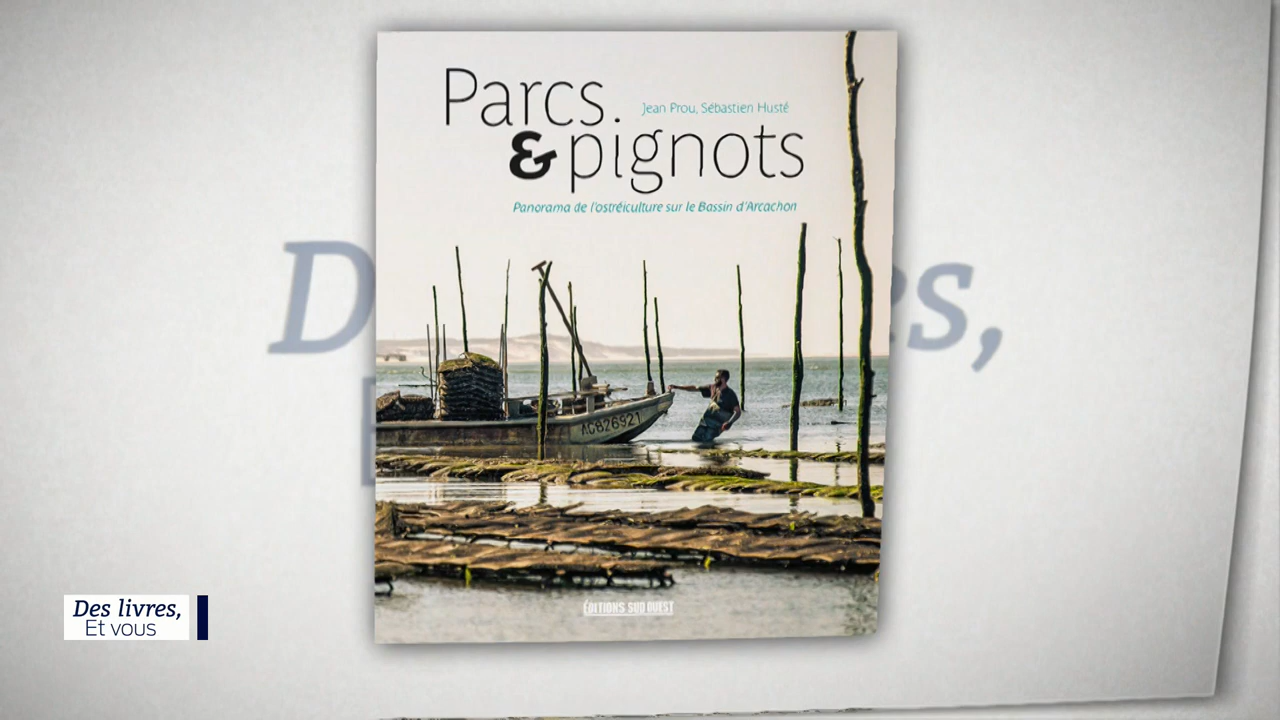 Parcs
Jean Prou, Sébastien Husté
& pignots
Panorama de l'ostréiculture sur le Bassin d'Arcachon
AC826921
ÉDITIONS SUD OUEST
Des livres,
Et vous